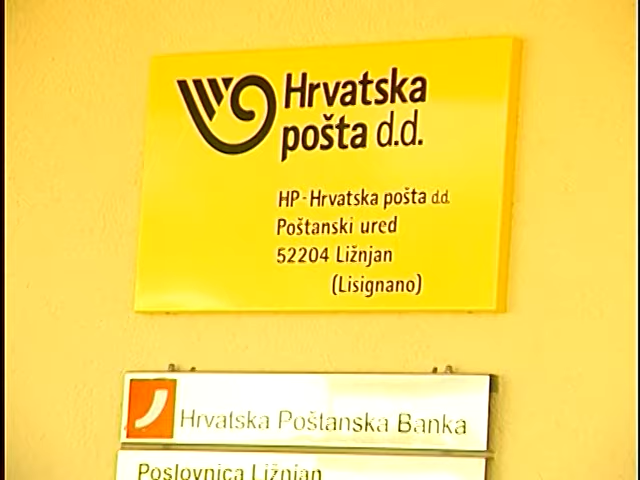 Hrvatska
pošta d.d.
HP-Hrvatska pošta d.d.
Poštanski ured
52204 Ližnjan
(Lisignano)
Hrvatska Poštanska Banka
Poslovnica Ližnjan